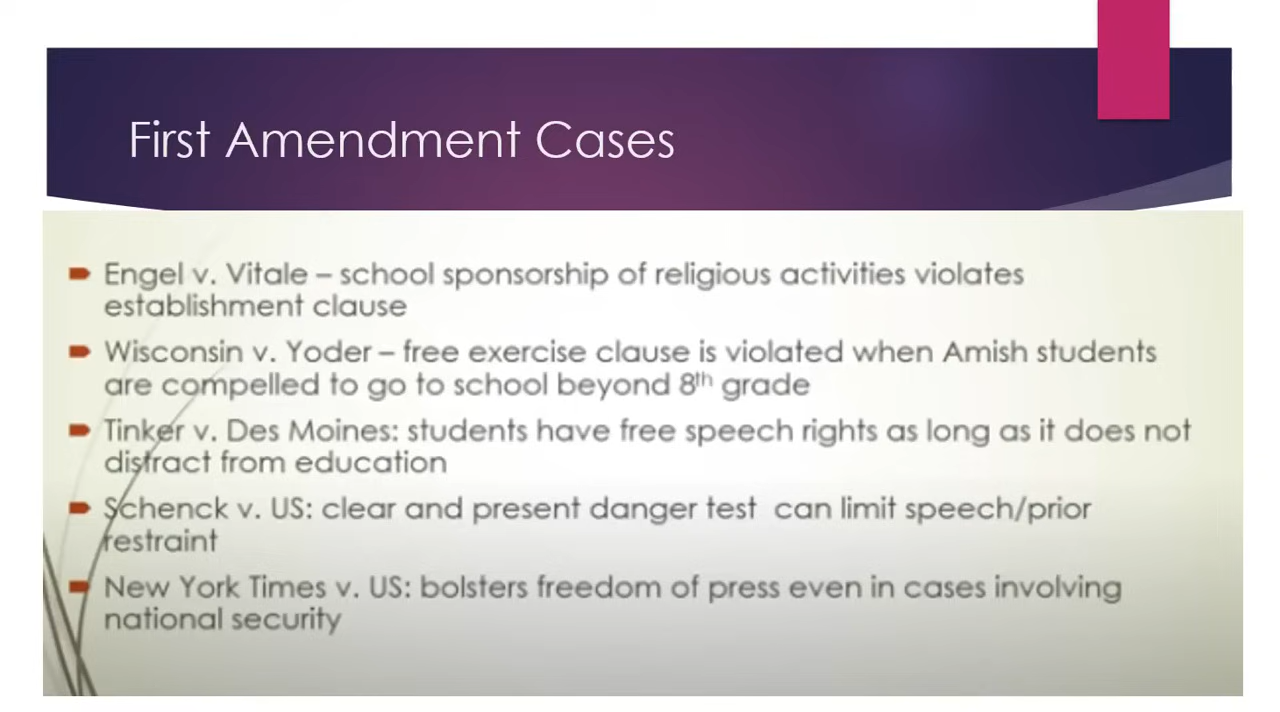 First Amendment Cases
Engel v. Vitale – school sponsorship of religious activities violates
establishment clause
Wisconsin v. Yoder – free exercise clause is violated when Amish students
are compelled to go to school beyond 8th grade
Tinker v. Des Moines: students have free speech rights as long as it does not
distract from education
Schenck v. US: clear and present danger test can limit speech/prior
restraint
New York Times v. US: bolsters freedom of press even in cases involving
national security